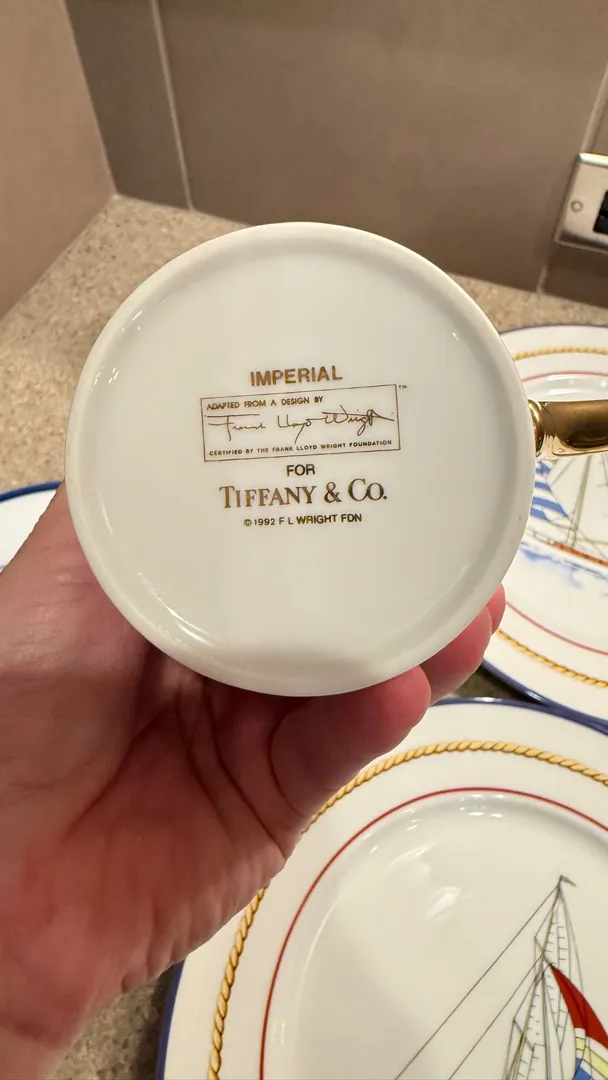 IMPERIAL
ADAPTED FROM A DESIGN BY
Frank Lloyd Wright
™
CERTIFIED BY THE FRANK LLOYD WRIGHT FOUNDATION
FOR
TIFFANY & CO.
©1992 F L WRIGHT FDN